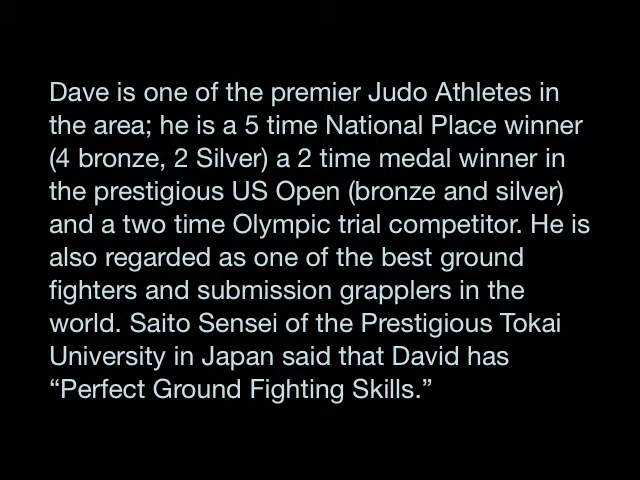 Dave is one of the premier Judo Athletes in
the area; he is a 5 time National Place winner
(4 bronze, 2 Silver) a 2 time medal winner in
the prestigious US Open (bronze and silver)
and a two time Olympic trial competitor. He is
also regarded as one of the best ground
fighters and submission grapplers in the
world. Saito Sensei of the Prestigious Tokai
University in Japan said that David has
“Perfect Ground Fighting Skills.”